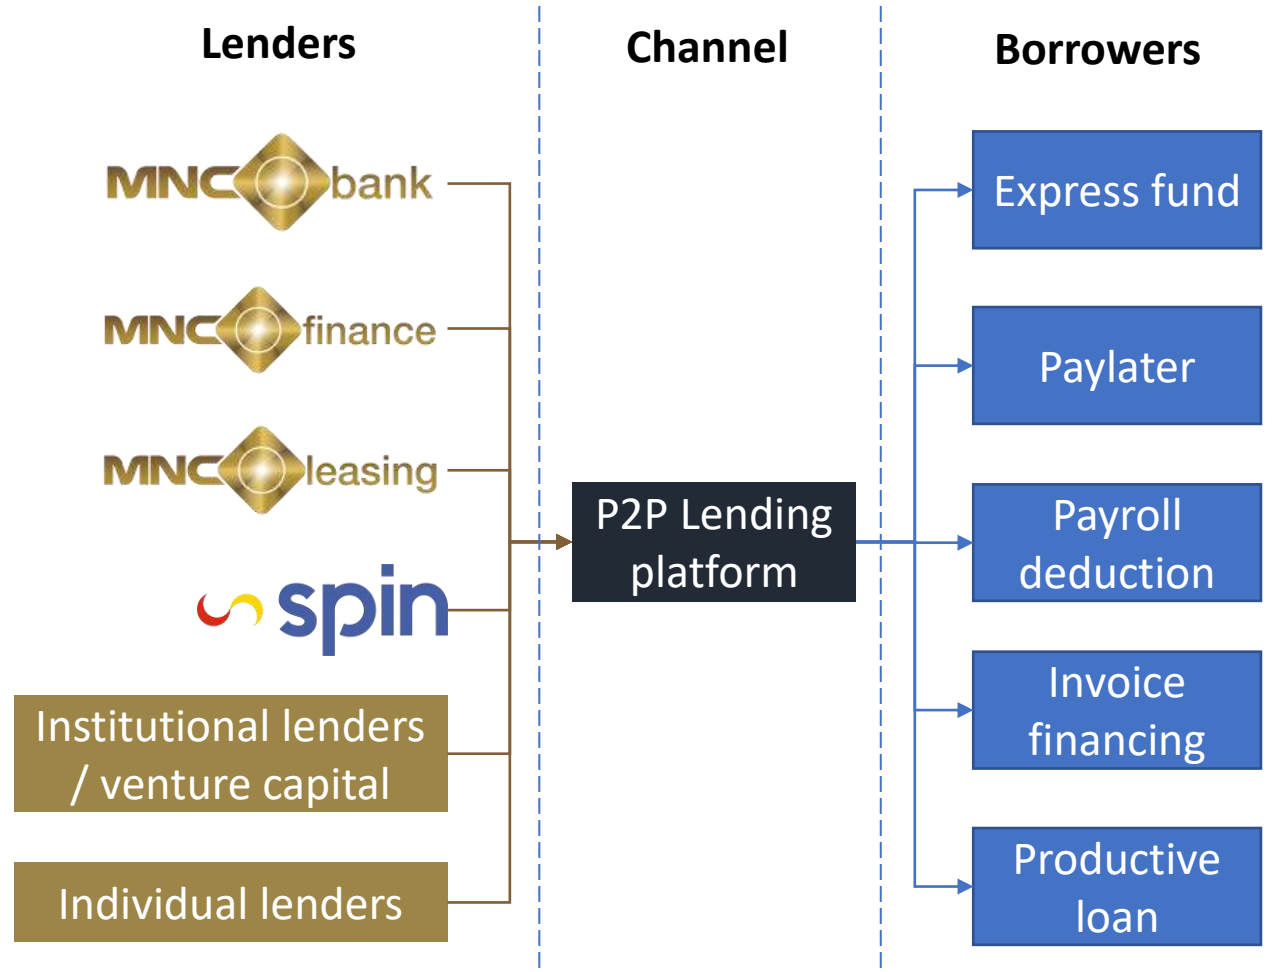 Lenders
Channel
Borrowers
MNC bank
MNC finance
MNC leasing
spin
Institutional lenders
/ venture capital
Individual lenders
P2P Lending
platform
Express fund
Paylater
Payroll
deduction
Invoice
financing
Productive
loan